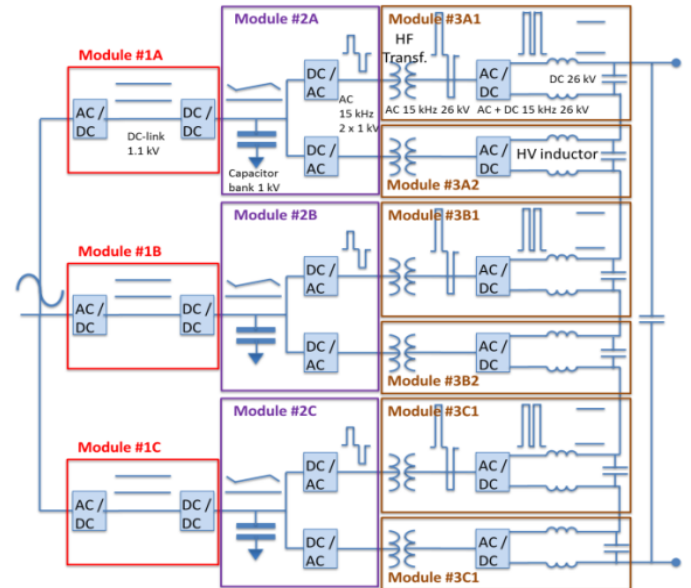 Module #2A
Module #3A1
Module #1A
HF
Transf.
DC /
AC
AC /
DC
DC 26 kV
AC /
DC
DC /
DC
AC
15 kHz
2 x 1 kV
AC 15 kHz 26 kV
AC + DC 15 kHz 26 kV
DC-link
1.1 kV
DC /
AC
HV inductor
Capacitor
bank 1 kV
Module #3A2
Module #2B
Module #3B1
Module #1B
DC /
AC
AC /
DC
AC /
DC
DC /
DC
DC /
AC
AC /
DC
Module #3B2
Module #2C
Module #3C1
Module #1C
DC /
AC
AC /
DC
AC /
DC
DC /
DC
DC /
AC
AC /
DC
Module #3C1